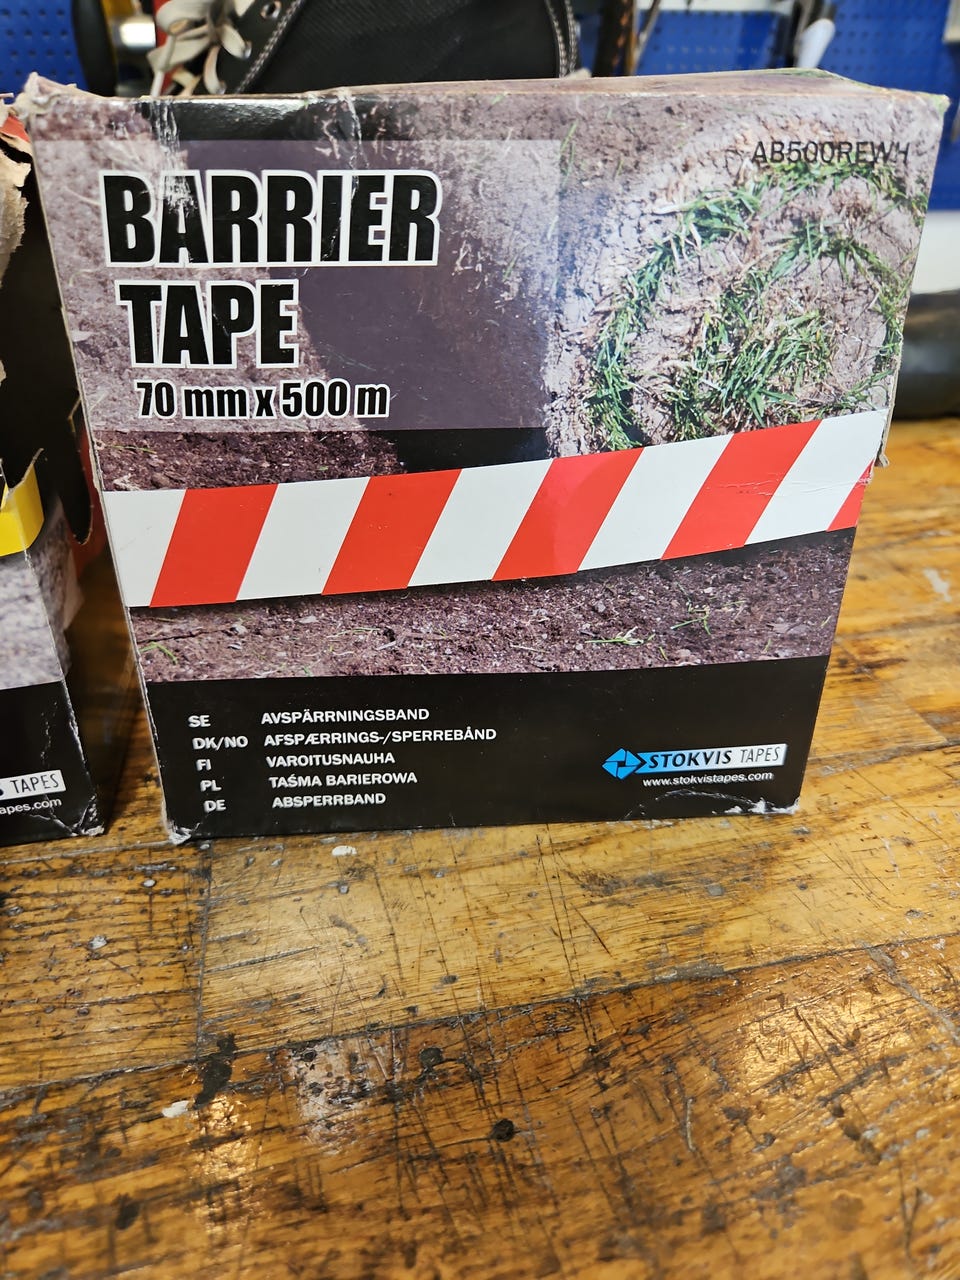 AB500REWH
BARRIER
TAPE
70 mm x 500 m
SE AVSPÄRRNINGSBAND
DK/NO AFSPÆRRINGS-/SPERREBÅND
FI VAROITUSNAUHA
PL TAŚMA BARIEROWA
DE ABSPERRBAND
STOKVIS TAPES
www.stokvistapes.com
S TAPES
apes.com